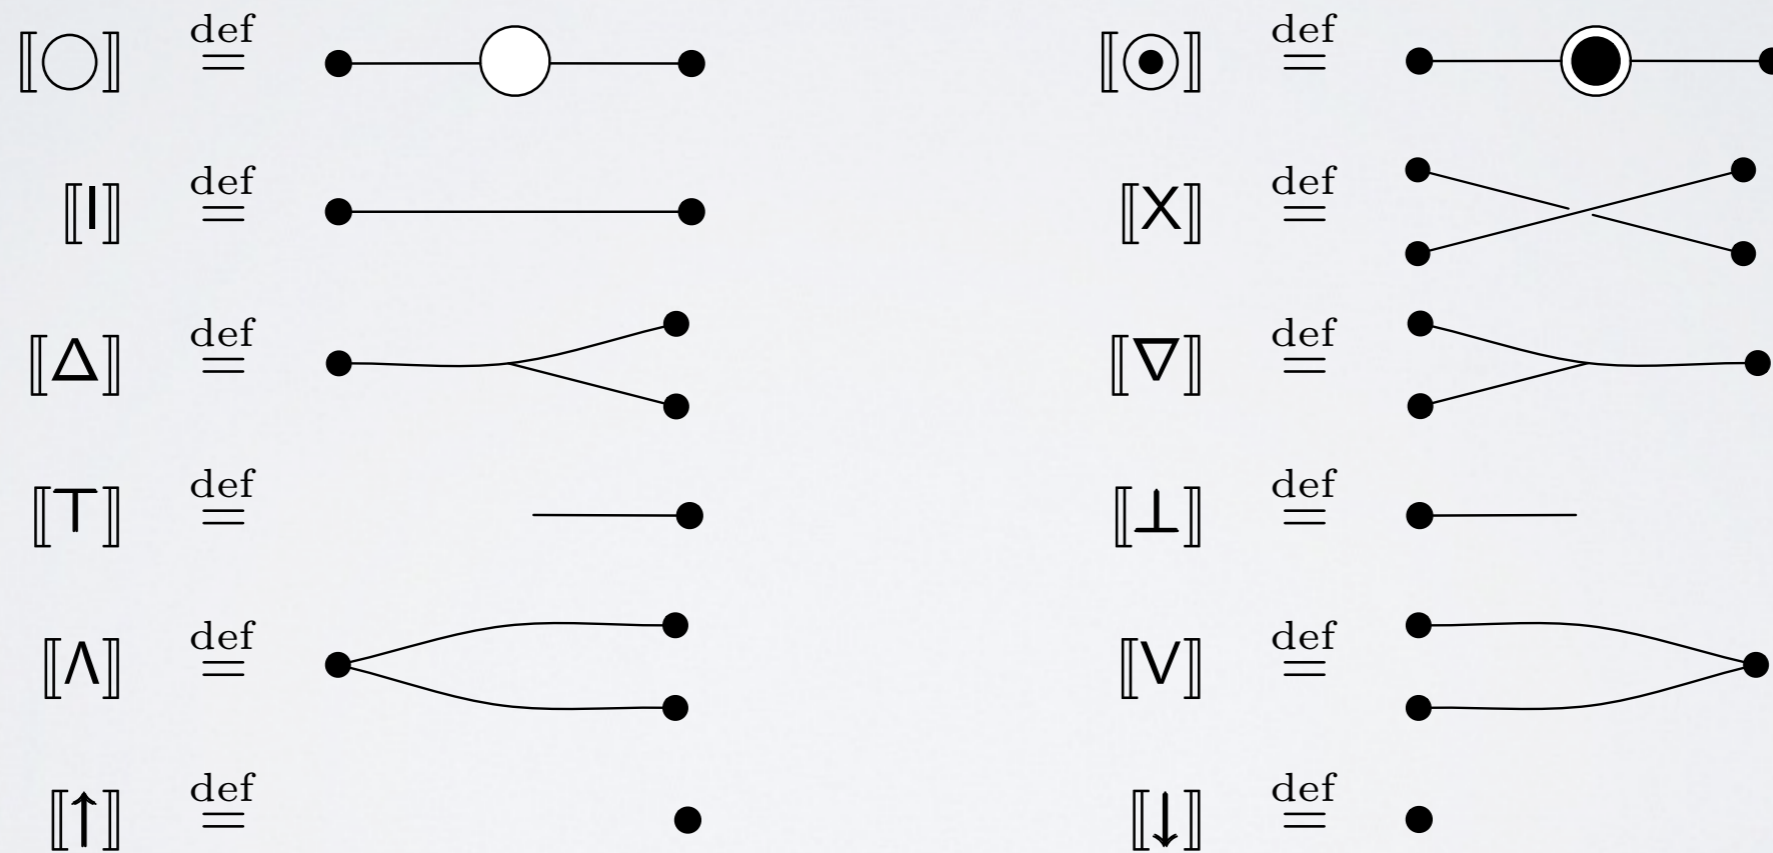 ⟦○⟧ def= ⟦⊙⟧ def=
⟦I⟧ def= ⟦X⟧ def=
⟦Δ⟧ def= ⟦∇⟧ def=
⟦⊤⟧ def= ⟦⊥⟧ def=
⟦Λ⟧ def= ⟦V⟧ def=
⟦↑⟧ def= ⟦↓⟧ def=